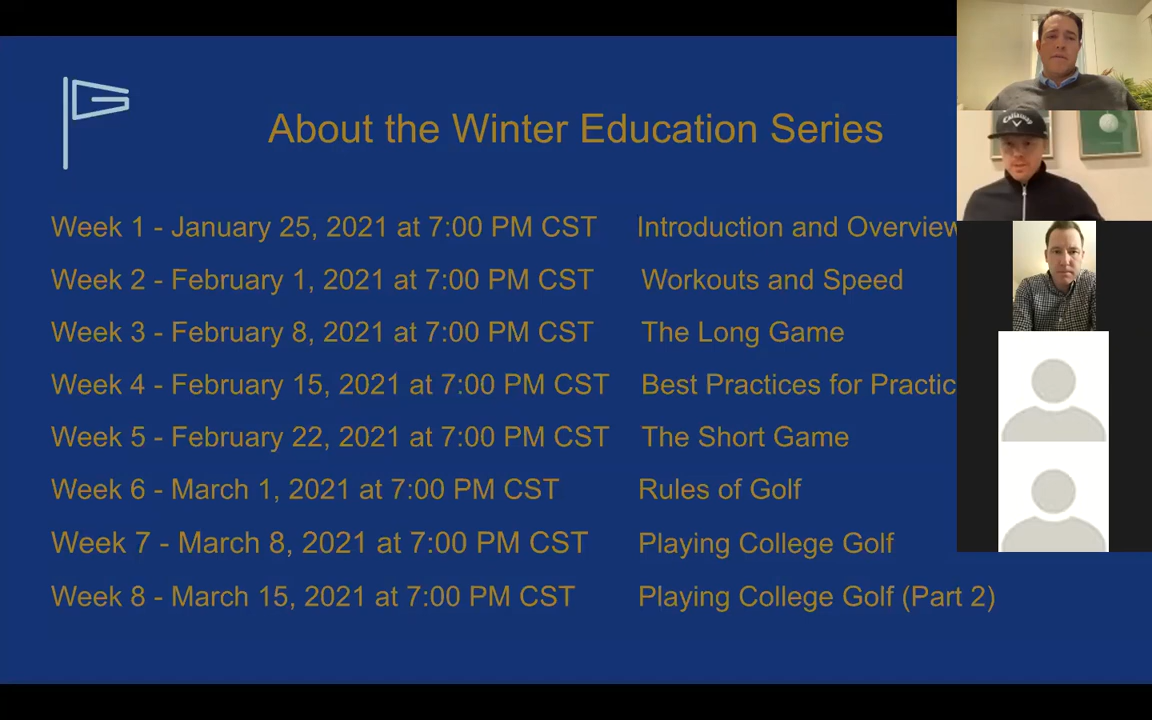 About the Winter Education Series
Week 1 - January 25, 2021 at 7:00 PM CST Introduction and Overview
Week 2 - February 1, 2021 at 7:00 PM CST Workouts and Speed
Week 3 - February 8, 2021 at 7:00 PM CST The Long Game
Week 4 - February 15, 2021 at 7:00 PM CST Best Practices for Practic
Week 5 - February 22, 2021 at 7:00 PM CST The Short Game
Week 6 - March 1, 2021 at 7:00 PM CST Rules of Golf
Week 7 - March 8, 2021 at 7:00 PM CST Playing College Golf
Week 8 - March 15, 2021 at 7:00 PM CST Playing College Golf (Part 2)
Callaway